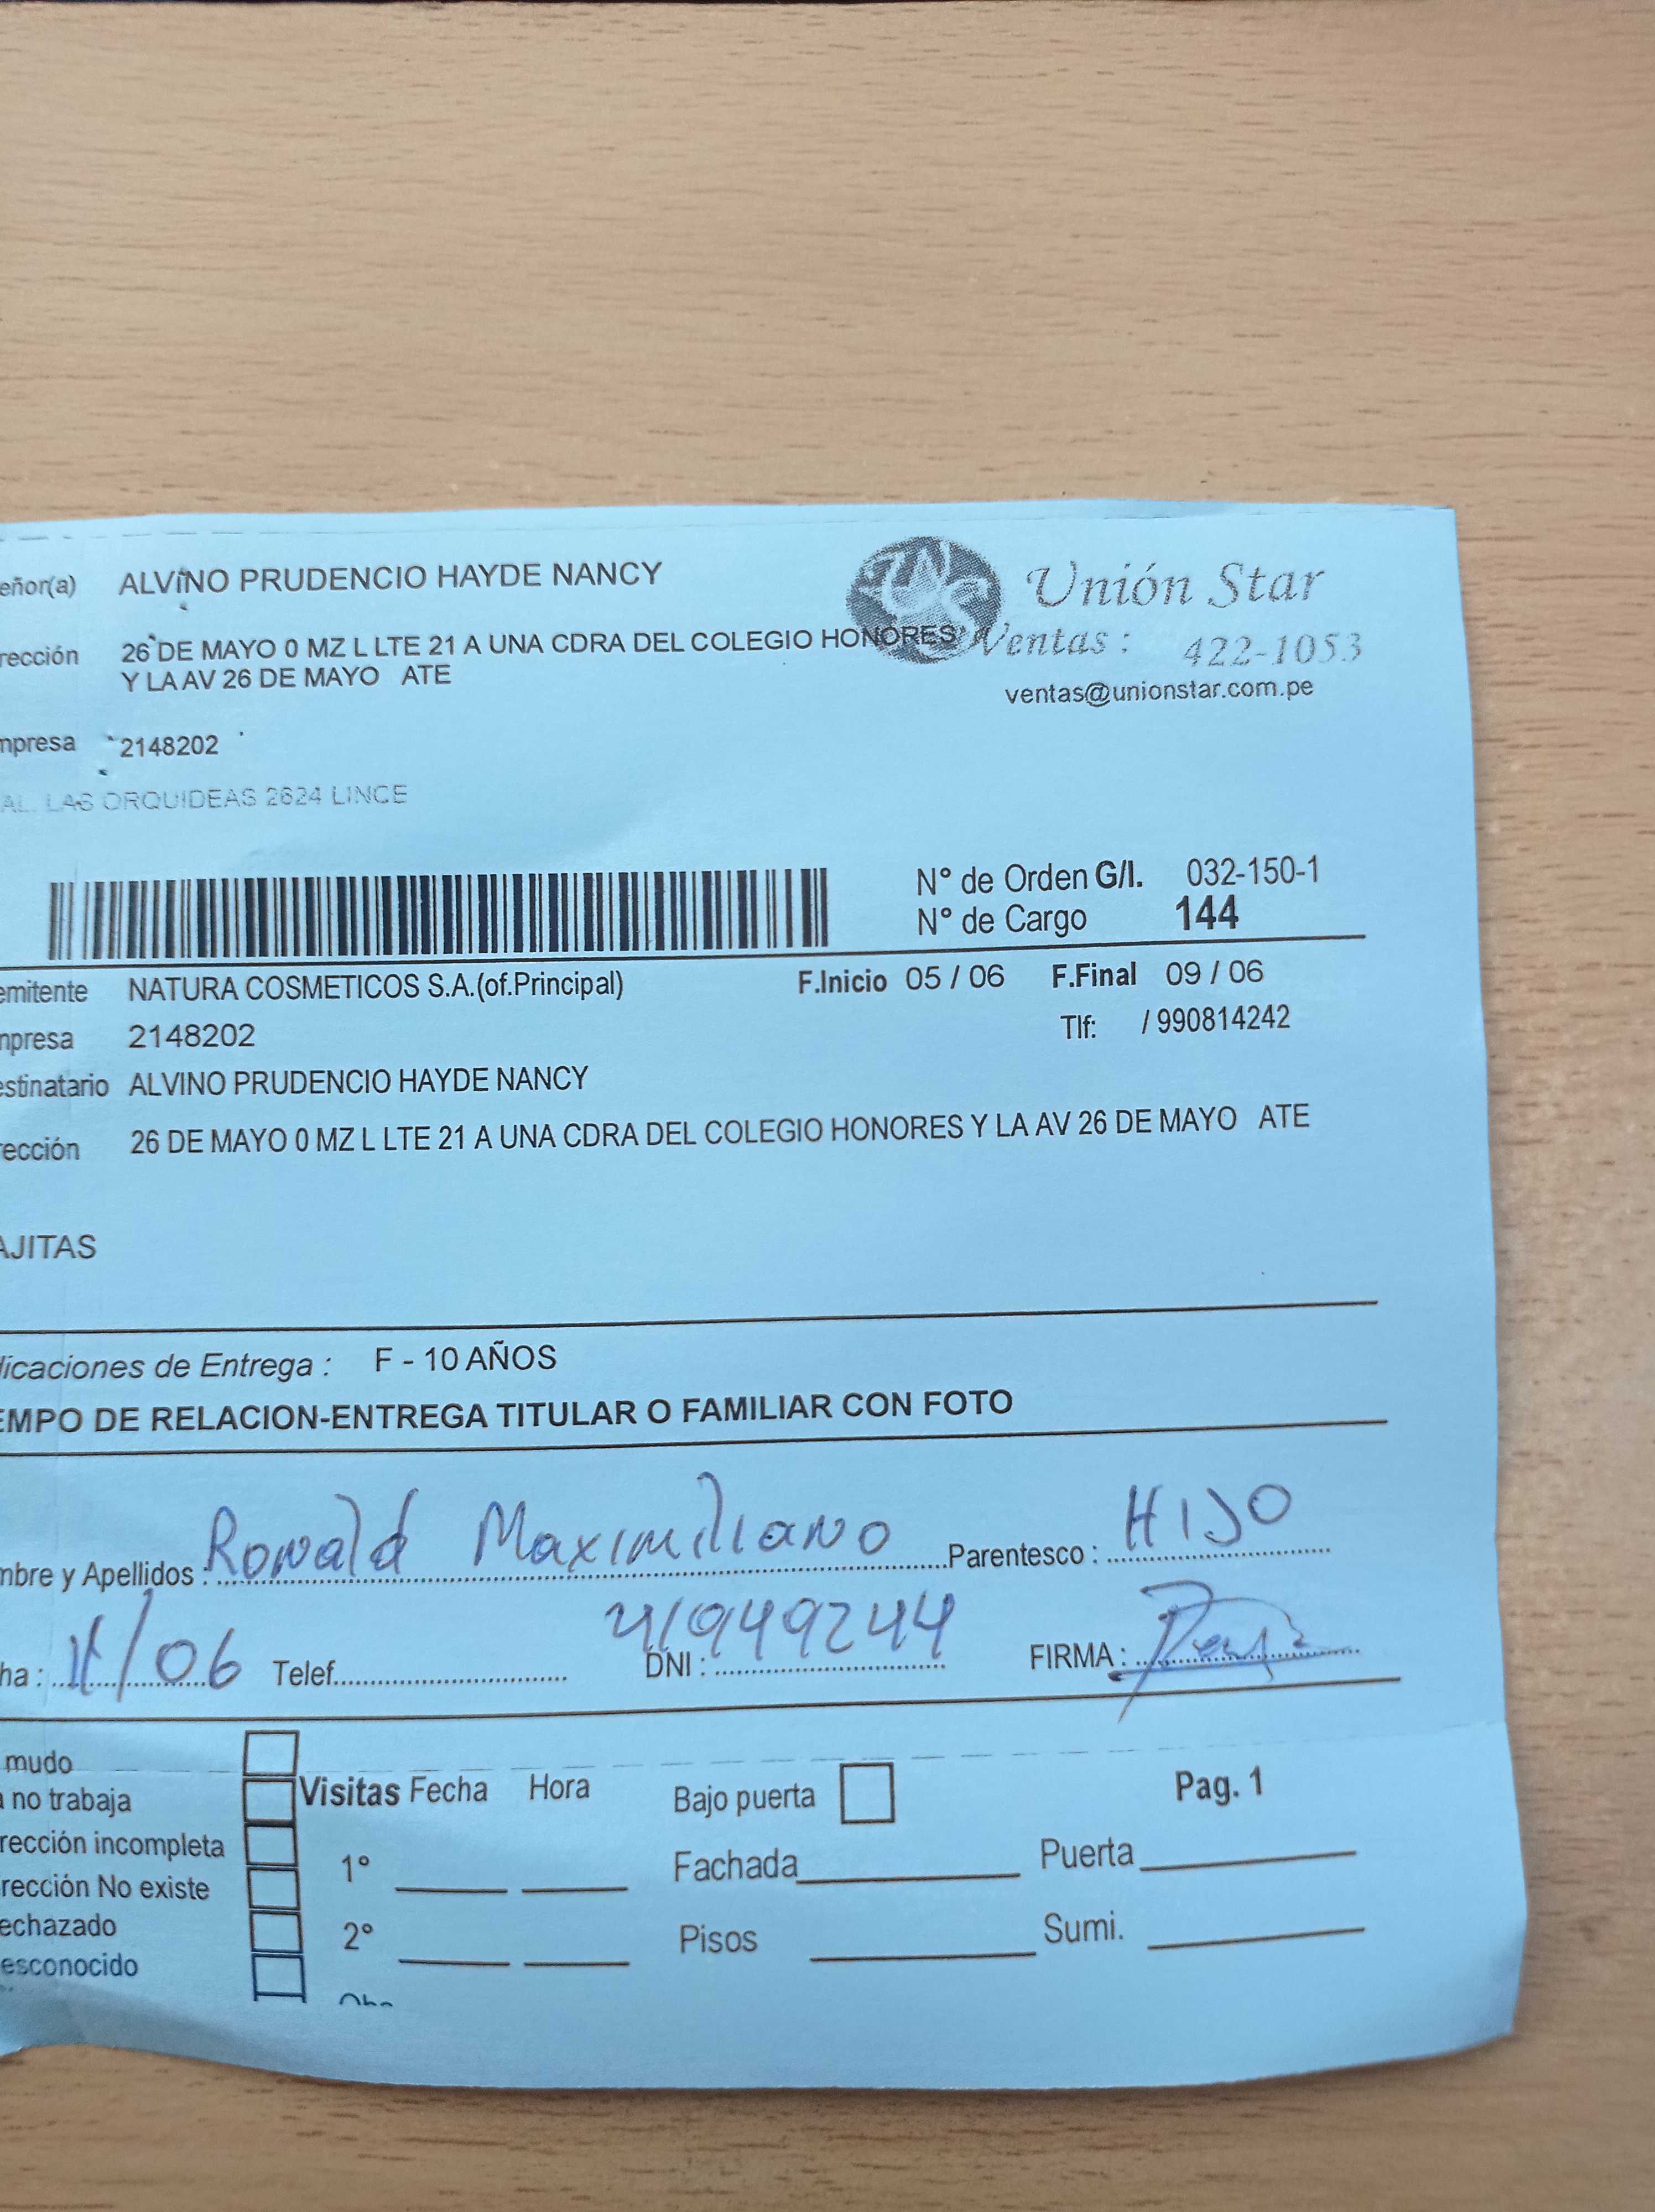 eñor(a) ALVINO PRUDENCIO HAYDE NANCY
Unión Star
rección 26 DE MAYO 0 MZ L LTE 21 A UNA CDRA DEL COLEGIO HONORES
Y LA AV 26 DE MAYO ATE
Ventas : 422-1053
ventas@unionstar.com.pe
mpresa 2148202
AL. LAS ORQUIDEAS 2624 LINCE
N° de Orden G/I. 032-150-1
N° de Cargo 144
emitente NATURA COSMETICOS S.A.(of.Principal) F.Inicio 05 / 06 F.Final 09 / 06
mpresa 2148202 Tlf: / 990814242
estinatario ALVINO PRUDENCIO HAYDE NANCY
rección 26 DE MAYO 0 MZ L LTE 21 A UNA CDRA DEL COLEGIO HONORES Y LA AV 26 DE MAYO ATE
AJITAS
dicaciones de Entrega : F - 10 AÑOS
EMPO DE RELACION-ENTREGA TITULAR O FAMILIAR CON FOTO
mbre y Apellidos : Ronald Maximiliano Parentesco : HIJO
ha : /06 Telef. DNI : 41949244 FIRMA :
mudo
a no trabaja
rección incompleta
rección No existe
echazado
esconocido
Visitas Fecha Hora
1°
2°
Bajo puerta
Pag. 1
Fachada Puerta
Pisos Sumi.